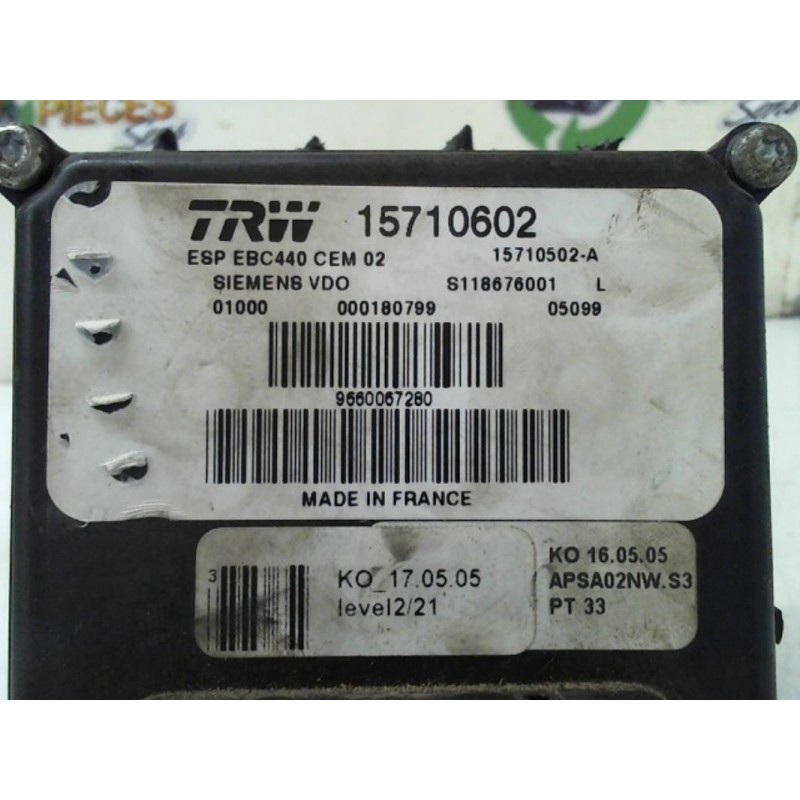 PIECES
TRW 15710602
ESP EBC440 CEM 02 15710502-A
SIEMENS VDO S118676001 L
01000 000180799 05099
9660067280
MADE IN FRANCE
3
KO_17.05.05
level2/21
KO 16.05.05
APSA02NW.S3
PT 33